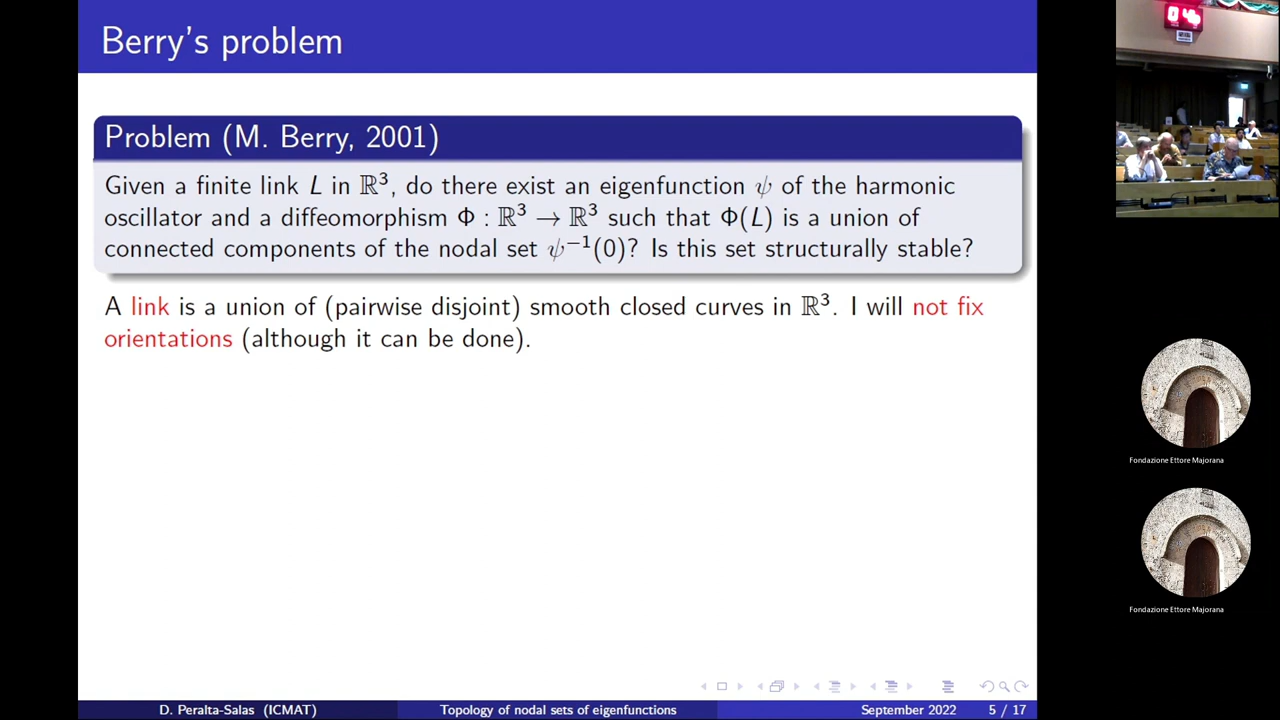 Berry's problem
Problem (M. Berry, 2001)
Given a finite link L in ℝ³, do there exist an eigenfunction ψ of the harmonic
oscillator and a diffeomorphism Φ : ℝ³ → ℝ³ such that Φ(L) is a union of
connected components of the nodal set ψ⁻¹(0)? Is this set structurally stable?
A link is a union of (pairwise disjoint) smooth closed curves in ℝ³. I will not fix
orientations (although it can be done).
Fondazione Ettore Majorana
Fondazione Ettore Majorana
D. Peralta-Salas (ICMAT) Topology of nodal sets of eigenfunctions September 2022 5 / 17